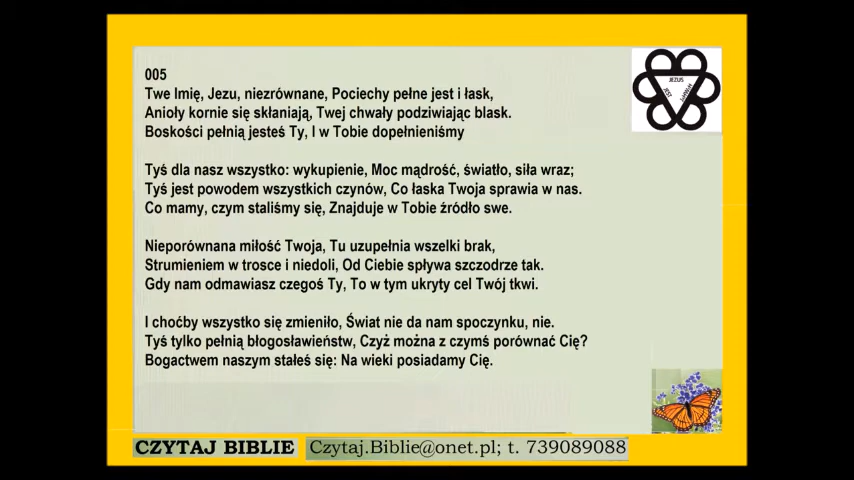 005
Twe Imię, Jezu, niezrównane, Pociechy pełne jest i łask,
Anioły kornie się skłaniają, Twej chwały podziwiając blask.
Boskości pełnią jesteś Ty, I w Tobie dopełnieniśmy
Tyś dla nasz wszystko: wykupienie, Moc mądrość, światło, siła wraz;
Tyś jest powodem wszystkich czynów, Co łaska Twoja sprawia w nas.
Co mamy, czym staliśmy się, Znajduje w Tobie źródło swe.
Nieporównana miłość Twoja, Tu uzupełnia wszelki brak,
Strumieniem w trosce i niedoli, Od Ciebie spływa szczodrze tak.
Gdy nam odmawiasz czegoś Ty, To w tym ukryty cel Twój tkwi.
I choćby wszystko się zmieniło, Świat nie da nam spoczynku, nie.
Tyś tylko pełnią błogosławieństw, Czyż można z czymś porównać Cię?
Bogactwem naszym stałeś się: Na wieki posiadamy Cię.
JEZUS
JEST
CZYTAJ BIBLIE Czytaj.Biblie@onet.pl; t. 739089088